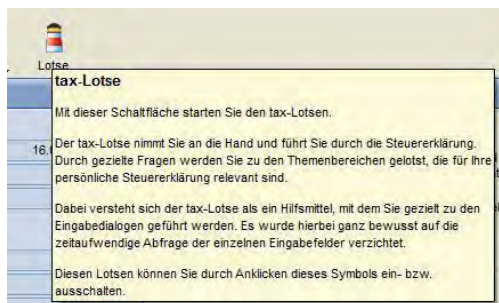 Lotse
tax-Lotse
Mit dieser Schaltfläche starten Sie den tax-Lotsen.
Der tax-Lotse nimmt Sie an die Hand und führt Sie durch die Steuererklärung.
Durch gezielte Fragen werden Sie zu den Themenbereichen gelotst, die für Ihre
persönliche Steuererklärung relevant sind.
Dabei versteht sich der tax-Lotse als ein Hilfsmittel, mit dem Sie gezielt zu den
Eingabedialogen geführt werden. Es wurde hierbei ganz bewusst auf die
zeitaufwendige Abfrage der einzelnen Eingabefelder verzichtet.
Diesen Lotsen können Sie durch Anklicken dieses Symbols ein- bzw.
ausschalten.